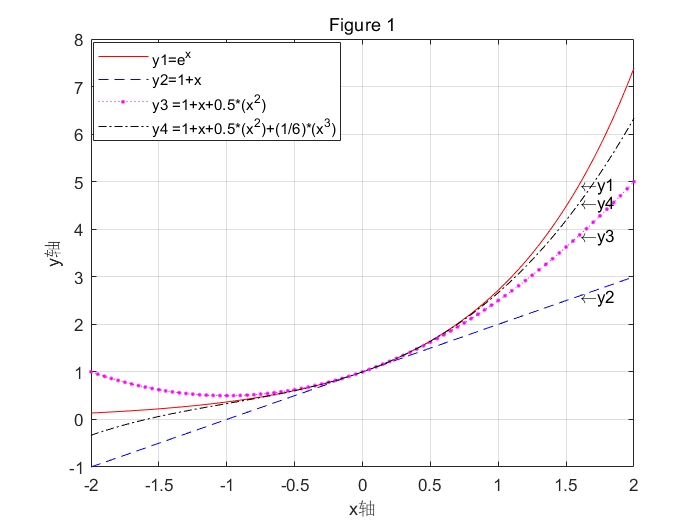 Figure 1
8
7
6
5
4
3
2
1
0
-1
y轴
y1=e^x
y2=1+x
y3 =1+x+0.5*(x^2)
y4 =1+x+0.5*(x^2)+(1/6)*(x^3)
←y1
←y4
←y3
←y2
-2 -1.5 -1 -0.5 0 0.5 1 1.5 2
x轴